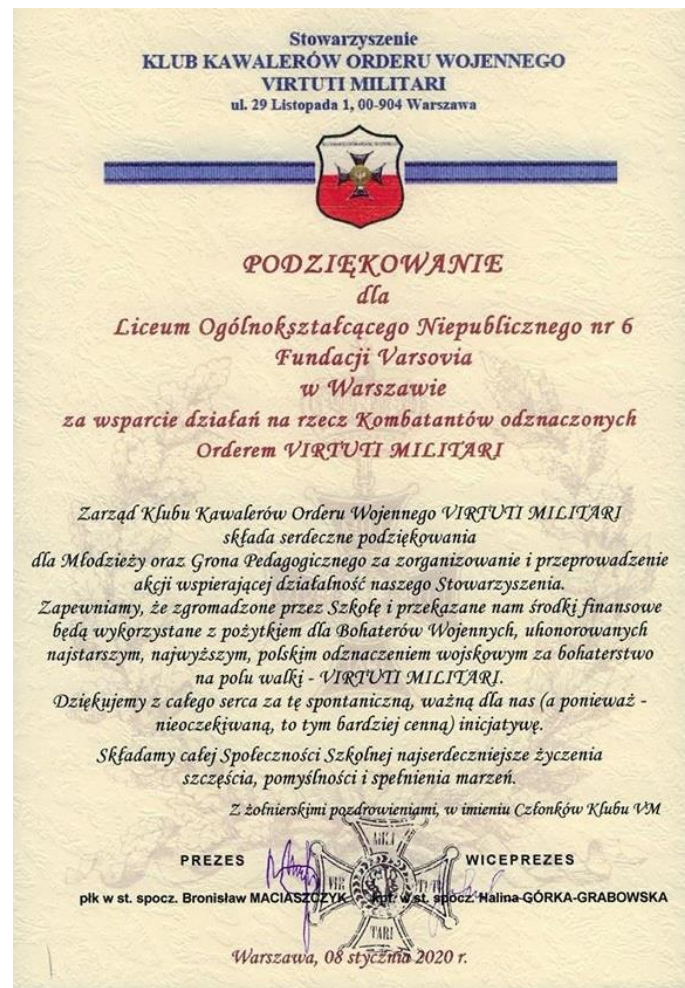 Stowarzyszenie
KLUB KAWALERÓW ORDERU WOJENNEGO
VIRTUTI MILITARI
ul. 29 Listopada 1, 00-904 Warszawa
PODZIĘKOWANIE
dla
Liceum Ogólnokształcącego Niepublicznego nr 6
Fundacji Varsovia
w Warszawie
za wsparcie działań na rzecz Kombatantów odznaczonych
Orderem VIRTUTI MILITARI
Zarząd Klubu Kawalerów Orderu Wojennego VIRTUTI MILITARI
składa serdeczne podziękowania
dla Młodzieży oraz Grona Pedagogicznego za zorganizowanie i przeprowadzenie
akcji wspierającej działalność naszego Stowarzyszenia.
Zapewniamy, że zgromadzone przez Szkołę i przekazane nam środki finansowe
będą wykorzystane z pożytkiem dla Bohaterów Wojennych, uhonorowanych
najstarszym, najwyższym, polskim odznaczeniem wojskowym za bohaterstwo
na polu walki - VIRTUTI MILITARI.
Dziękujemy z całego serca za tę spontaniczną, ważną dla nas (a ponieważ -
nieoczekiwaną, to tym bardziej cenną) inicjatywę.
Składamy całej Społeczności Szkolnej najserdeczniejsze życzenia
szczęścia, pomyślności i spełnienia marzeń.
Z żołnierskimi pozdrowieniami, w imieniu Członków Klubu VM
PREZES WICEPREZES
płk w st. spocz. Bronisław MACIASZCZYK kpt. w st. spocz. Halina GÓRKA-GRABOWSKA
VIR TUTI
MILI
TARI
Warszawa, 08 stycznia 2020 r.